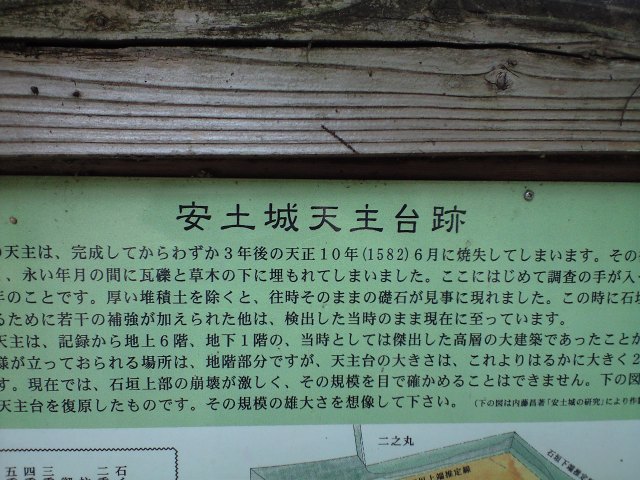 安土城天主台跡
天主は、完成してからわずか3年後の天正10年(1582)6月に焼失してしまいます。その
、永い年月の間に瓦礫と草木の下に埋もれてしまいました。ここにはじめて調査の手が入
のことです。厚い堆積土を除くと、往時そのままの礎石が見事に現れました。この時に石
るために若干の補強が加えられた他は、検出した当時のまま現在に至っています。
天主は、記録から地上6階、地下1階の、当時としては傑出した高層の大建築であったことが
様が立っておられる場所は、地階部分ですが、天主台の大きさは、これよりはるかに大きく2
す。現在では、石垣上部の崩壊が激しく、その規模を目で確かめることはできません。下の図
天主台を復原したものです。その規模の雄大さを想像して下さい。(下の図は内藤昌著「安土城の研究」により作
二之丸
石垣下端推定
垣上端推定線